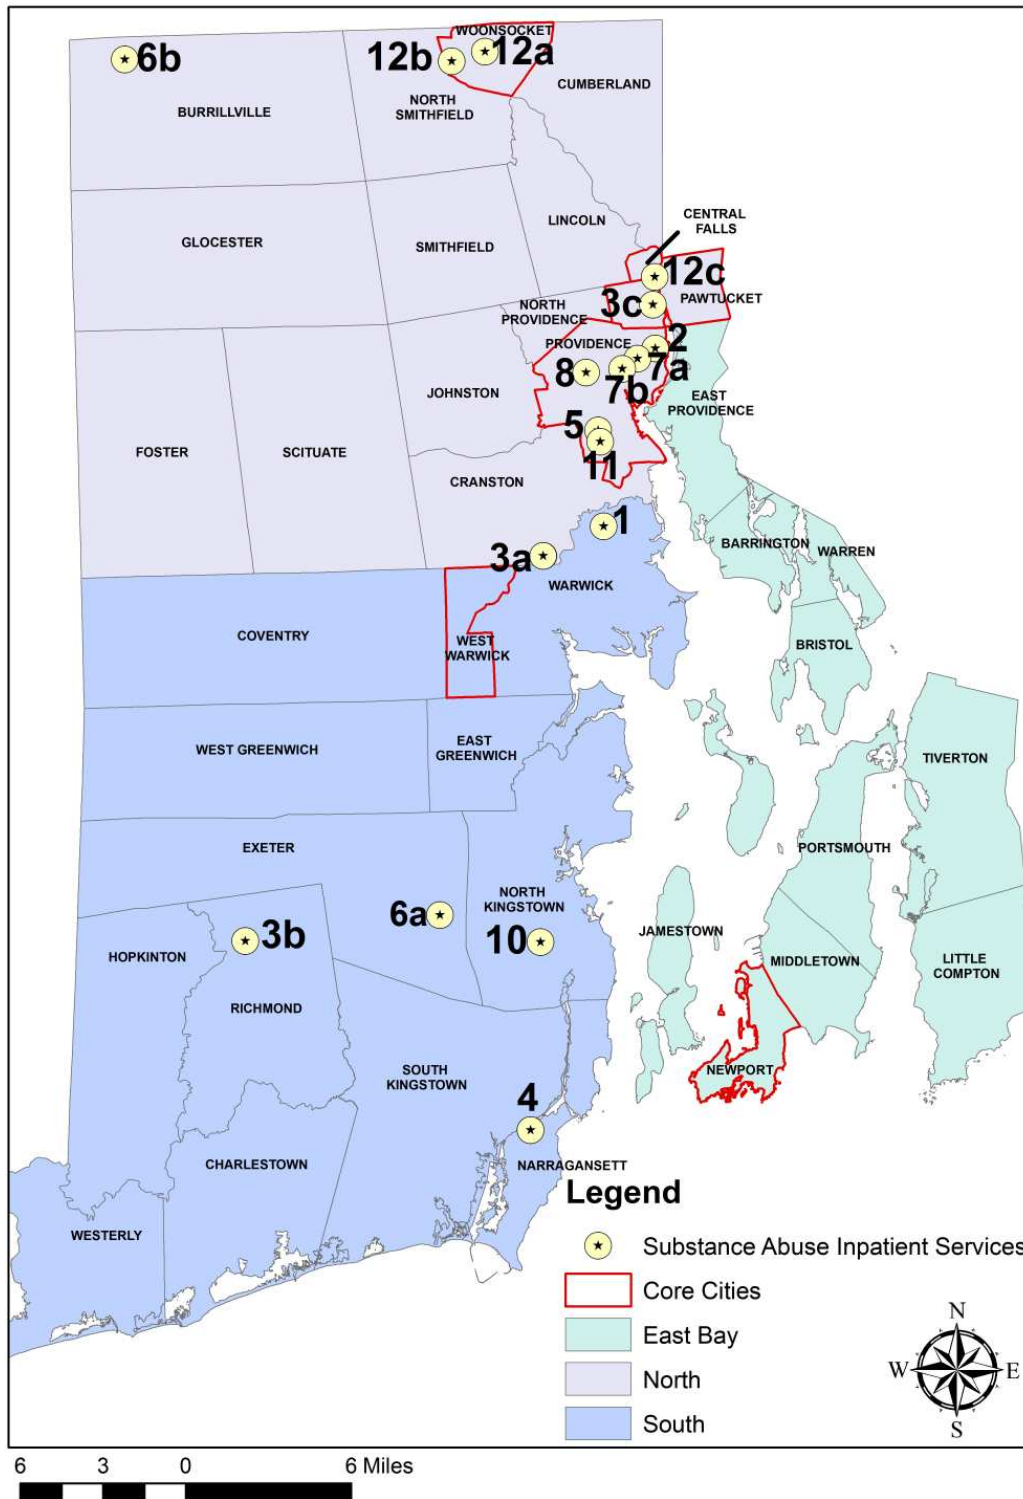 WOONSOCKET
6b
12b
12a
CUMBERLAND
NORTH
SMITHFIELD
BURRILLVILLE
CENTRAL
FALLS
LINCOLN
GLOCESTER
SMITHFIELD
12c
3c
PAWTUCKET
NORTH
PROVIDENCE
PROVIDENCE
2
7a
8
7b
JOHNSTON
EAST
PROVIDENCE
5
11
FOSTER
SCITUATE
CRANSTON
1
BARRINGTON
WARREN
3a
WARWICK
COVENTRY
WEST
WARWICK
BRISTOL
WEST GREENWICH
EAST
GREENWICH
TIVERTON
EXETER
PORTSMOUTH
NORTH
KINGSTOWN
6a
3b
10
HOPKINTON
JAMESTOWN
MIDDLETOWN
LITTLE
COMPTON
RICHMOND
SOUTH
KINGSTOWN
NEWPORT
4
CHARLESTOWN
NARRAGANSETT
WESTERLY
Legend
Substance Abuse Inpatient Services
Core Cities
East Bay
North
South
N
W
E
S
6 3 0 6 Miles